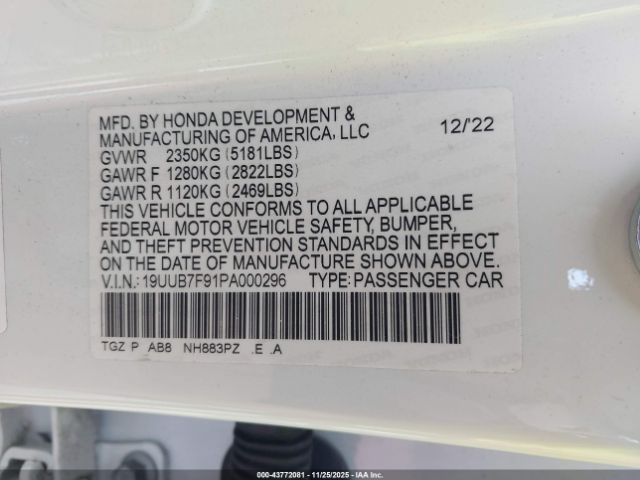 MFD. BY HONDA DEVELOPMENT &
MANUFACTURING OF AMERICA, LLC 12/'22
GVWR 2350KG (5181LBS)
GAWR F 1280KG (2822LBS)
GAWR R 1120KG (2469LBS)
THIS VEHICLE CONFORMS TO ALL APPLICABLE
FEDERAL MOTOR VEHICLE SAFETY, BUMPER,
AND THEFT PREVENTION STANDARDS IN EFFECT
ON THE DATE OF MANUFACTURE SHOWN ABOVE.
V.I.N.: 19UUB7F91PA000296 TYPE: PASSENGER CAR
TGZ P AB8 NH883PZ .E .A
000-43772081 - 11/25/2025 - IAA Inc.